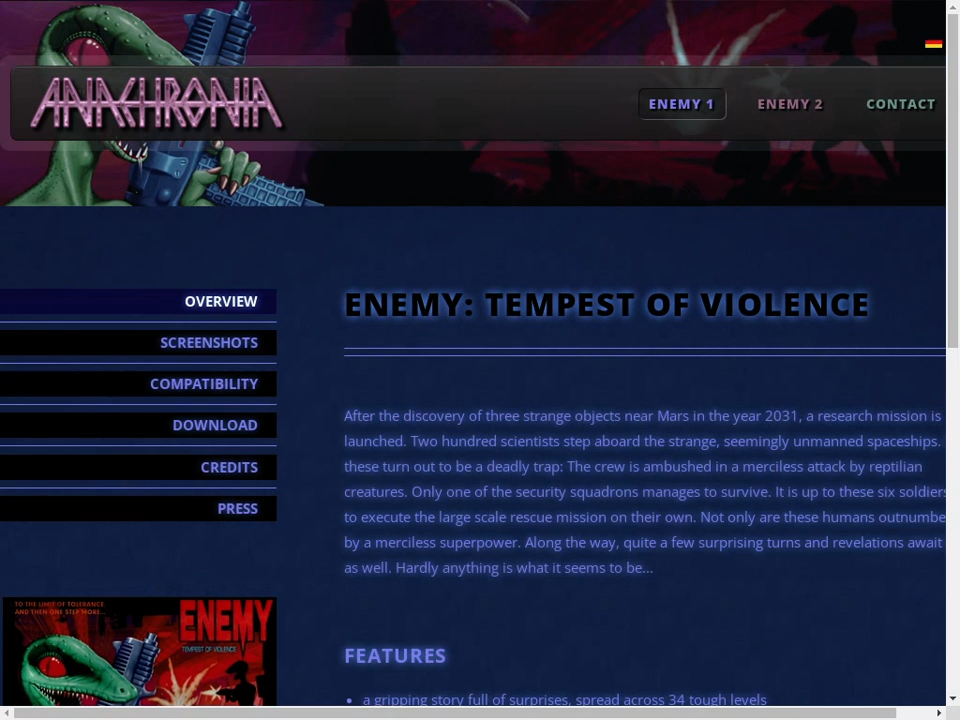 ANACHRONIA
ENEMY 1
ENEMY 2
CONTACT
OVERVIEW
SCREENSHOTS
COMPATIBILITY
DOWNLOAD
CREDITS
PRESS
TO THE LIMIT OF TOLERANCE
AND THEN ONE STEP MORE...
ENEMY
TEMPEST OF VIOLENCE
ENEMY: TEMPEST OF VIOLENCE
After the discovery of three strange objects near Mars in the year 2031, a research mission is
launched. Two hundred scientists step aboard the strange, seemingly unmanned spaceships.
these turn out to be a deadly trap: The crew is ambushed in a merciless attack by reptilian
creatures. Only one of the security squadrons manages to survive. It is up to these six soldiers
to execute the large scale rescue mission on their own. Not only are these humans outnumbe
by a merciless superpower. Along the way, quite a few surprising turns and revelations await
as well. Hardly anything is what it seems to be...
FEATURES
• a gripping story full of surprises, spread across 34 tough levels